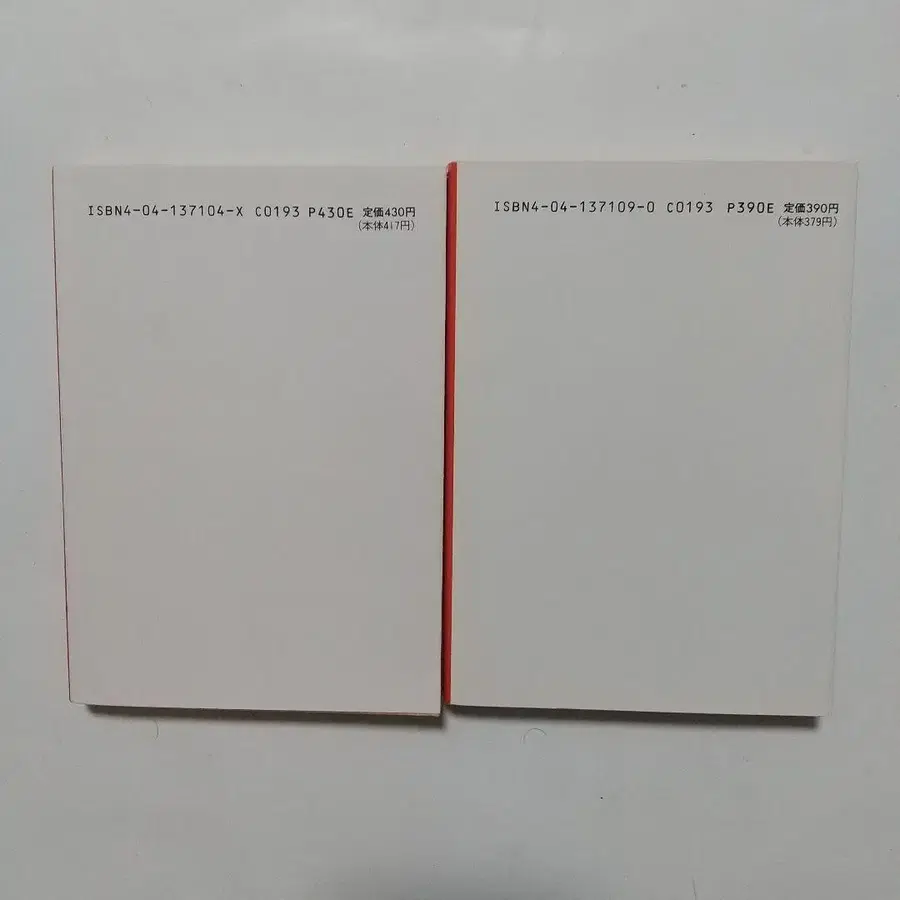 ISBN4-04-137104-X C0193 P430E 定価430円
(本体417円)
ISBN4-04-137109-0 C0193 P390E 定価390円
(本体379円)